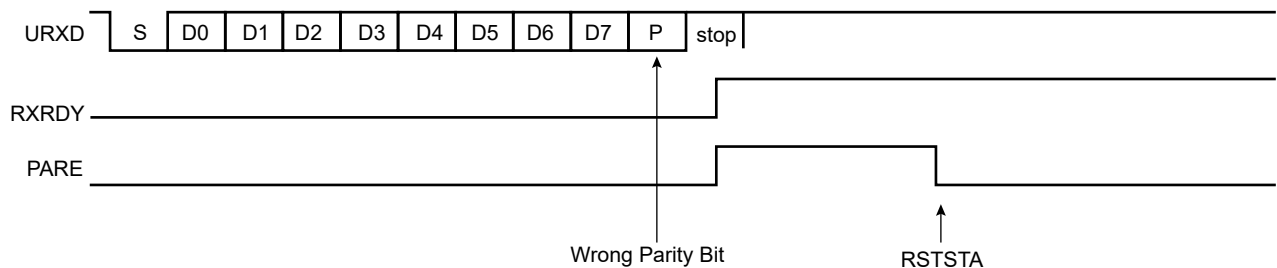 URXD S D0 D1 D2 D3 D4 D5 D6 D7 P stop
RXRDY
PARE
Wrong Parity Bit RSTSTA